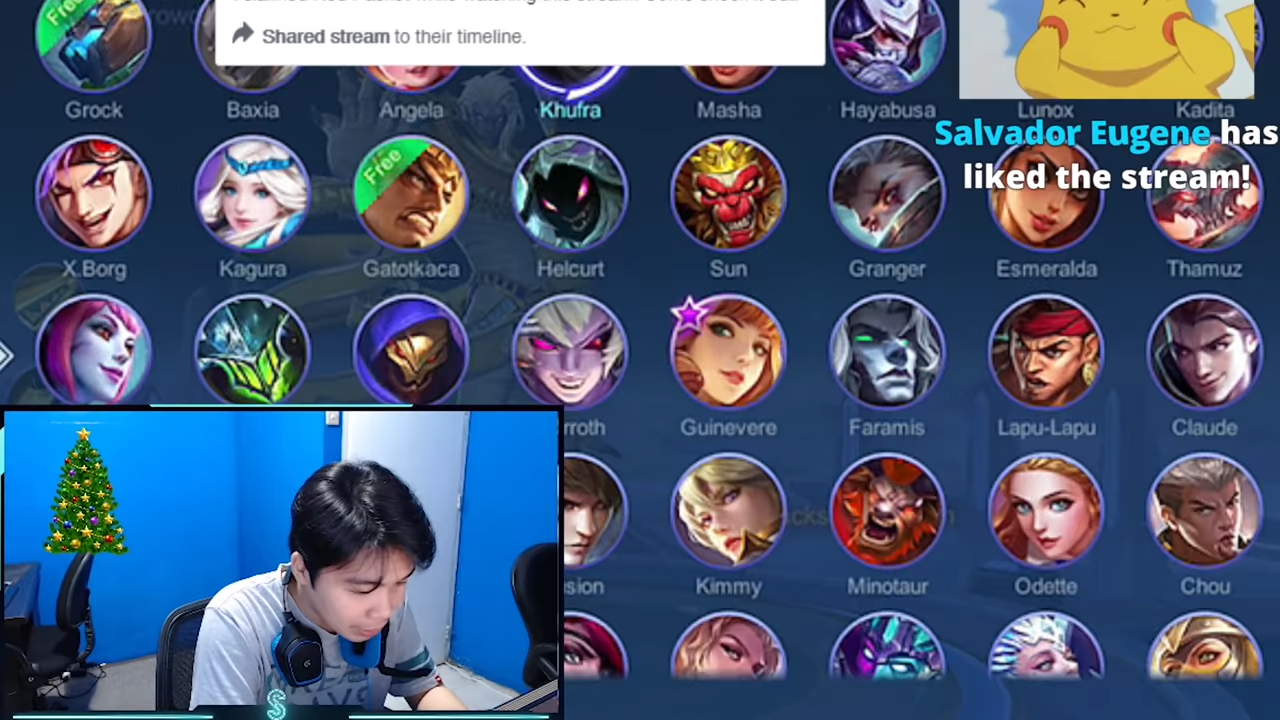 Free
Shared stream to their timeline.
Grock Baxia Angela Khufra Masha Hayabusa Lunox Kadita
Salvador Eugene has
liked the stream!
Free
X.Borg Kagura Gatotkaca Helcurt Sun Granger Esmeralda Thamuz
Guinevere Faramis Lapu-Lapu Claude
Kimmy Minotaur Odette Chou